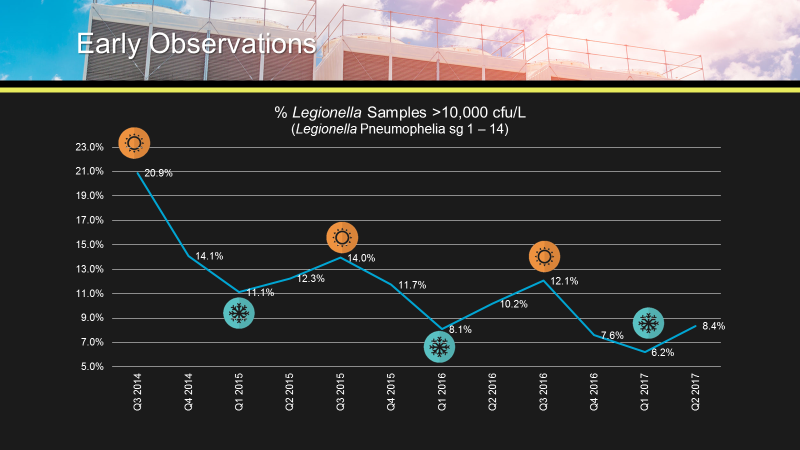 Early Observations
% Legionella Samples >10,000 cfu/L
(Legionella Pneumophelia sg 1 – 14)
23.0%
21.0%
19.0%
17.0%
15.0%
13.0%
11.0%
9.0%
7.0%
5.0%
20.9%
14.1%
11.1%
12.3%
14.0%
11.7%
8.1%
10.2%
12.1%
7.6%
6.2%
8.4%
Q3 2014
Q4 2014
Q1 2015
Q2 2015
Q3 2015
Q4 2015
Q1 2016
Q2 2016
Q3 2016
Q4 2016
Q1 2017
Q2 2017